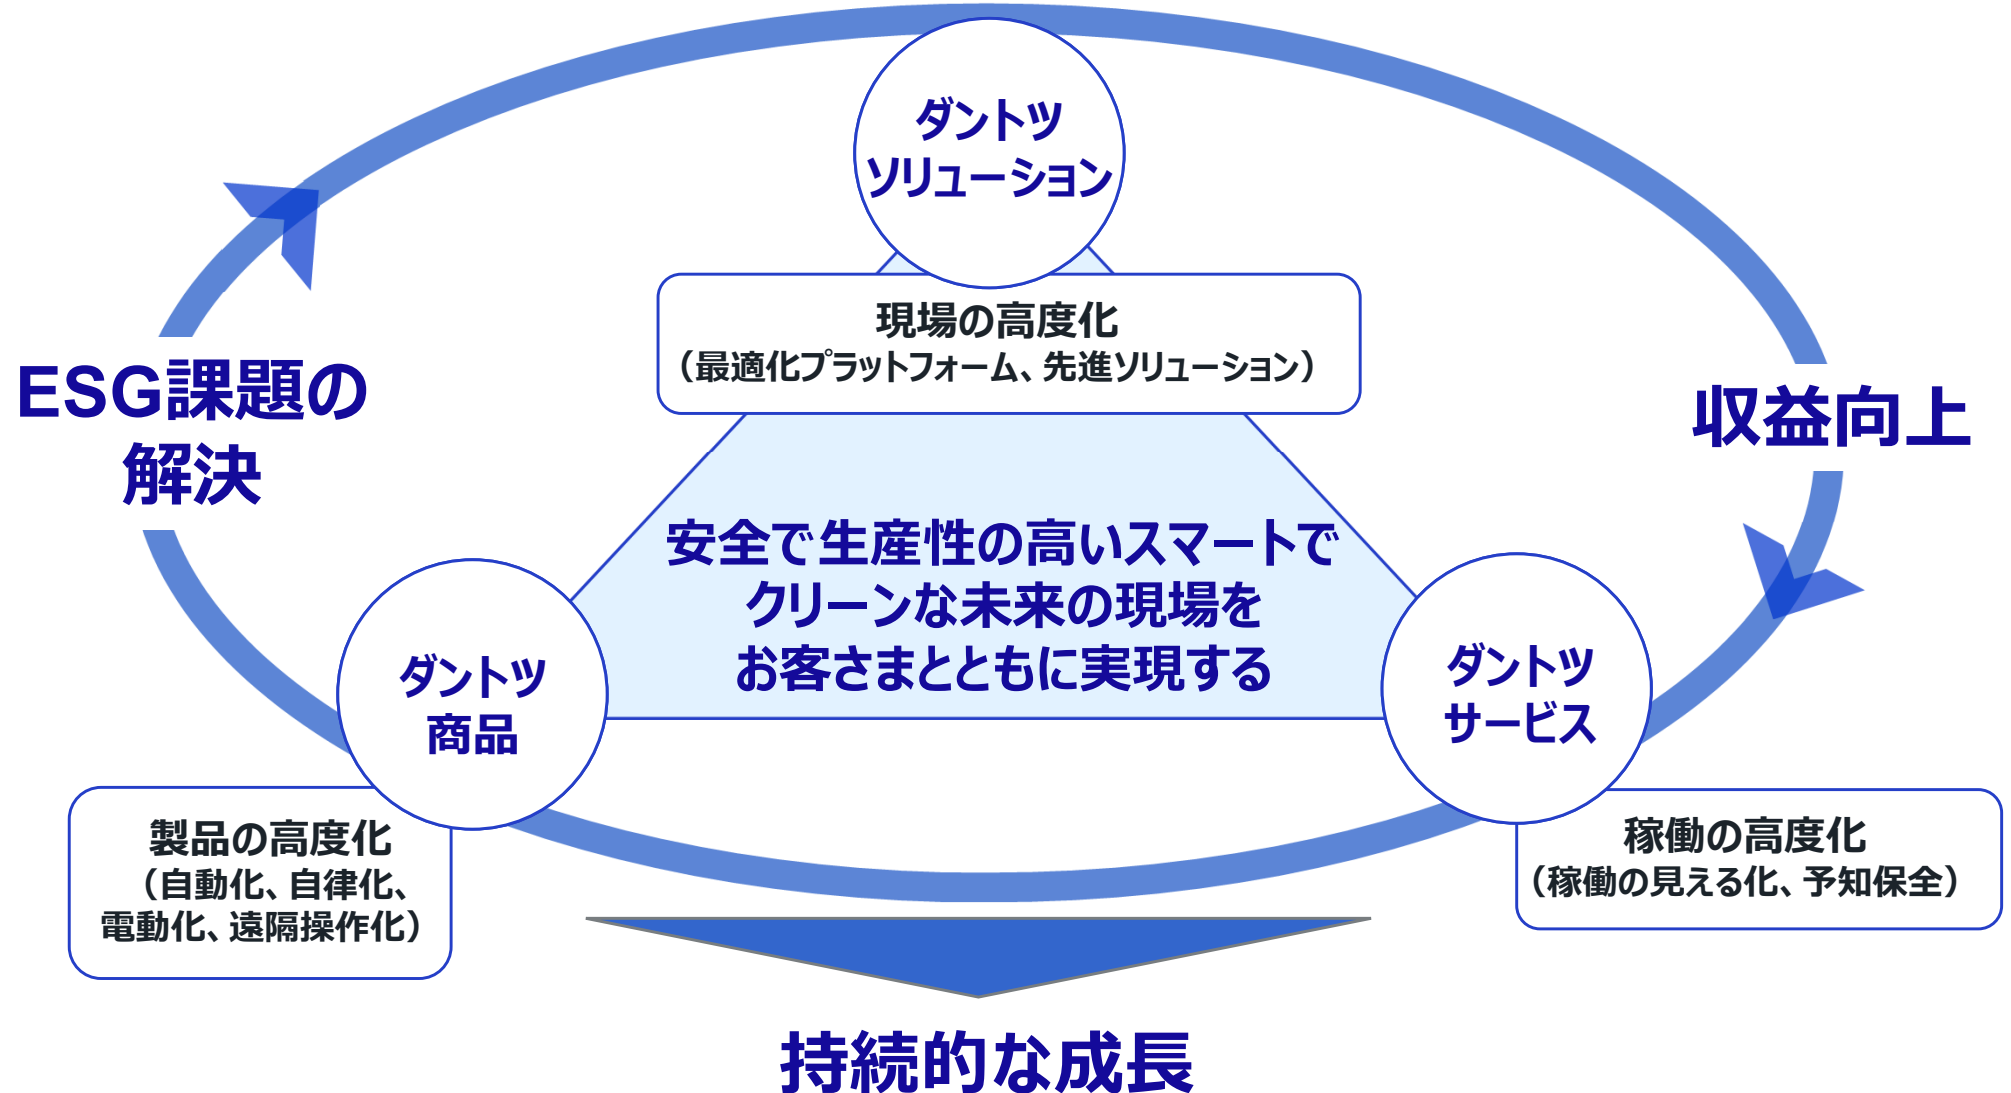 ダントツ
ソリューション
現場の高度化
（最適化プラットフォーム、先進ソリューション）
ESG課題の
解決
収益向上
安全で生産性の高いスマートで
クリーンな未来の現場を
お客さまとともに実現する
ダントツ
商品
ダントツ
サービス
製品の高度化
（自動化、自律化、
電動化、遠隔操作化）
稼働の高度化
（稼働の見える化、予知保全）
持続的な成長